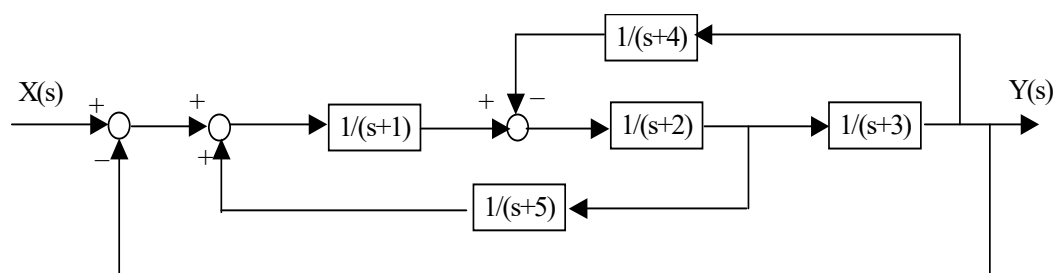 1/(s+4)
X(s)
Y(s)
+
+
+
−
1/(s+1)
1/(s+2)
1/(s+3)
−
+
1/(s+5)